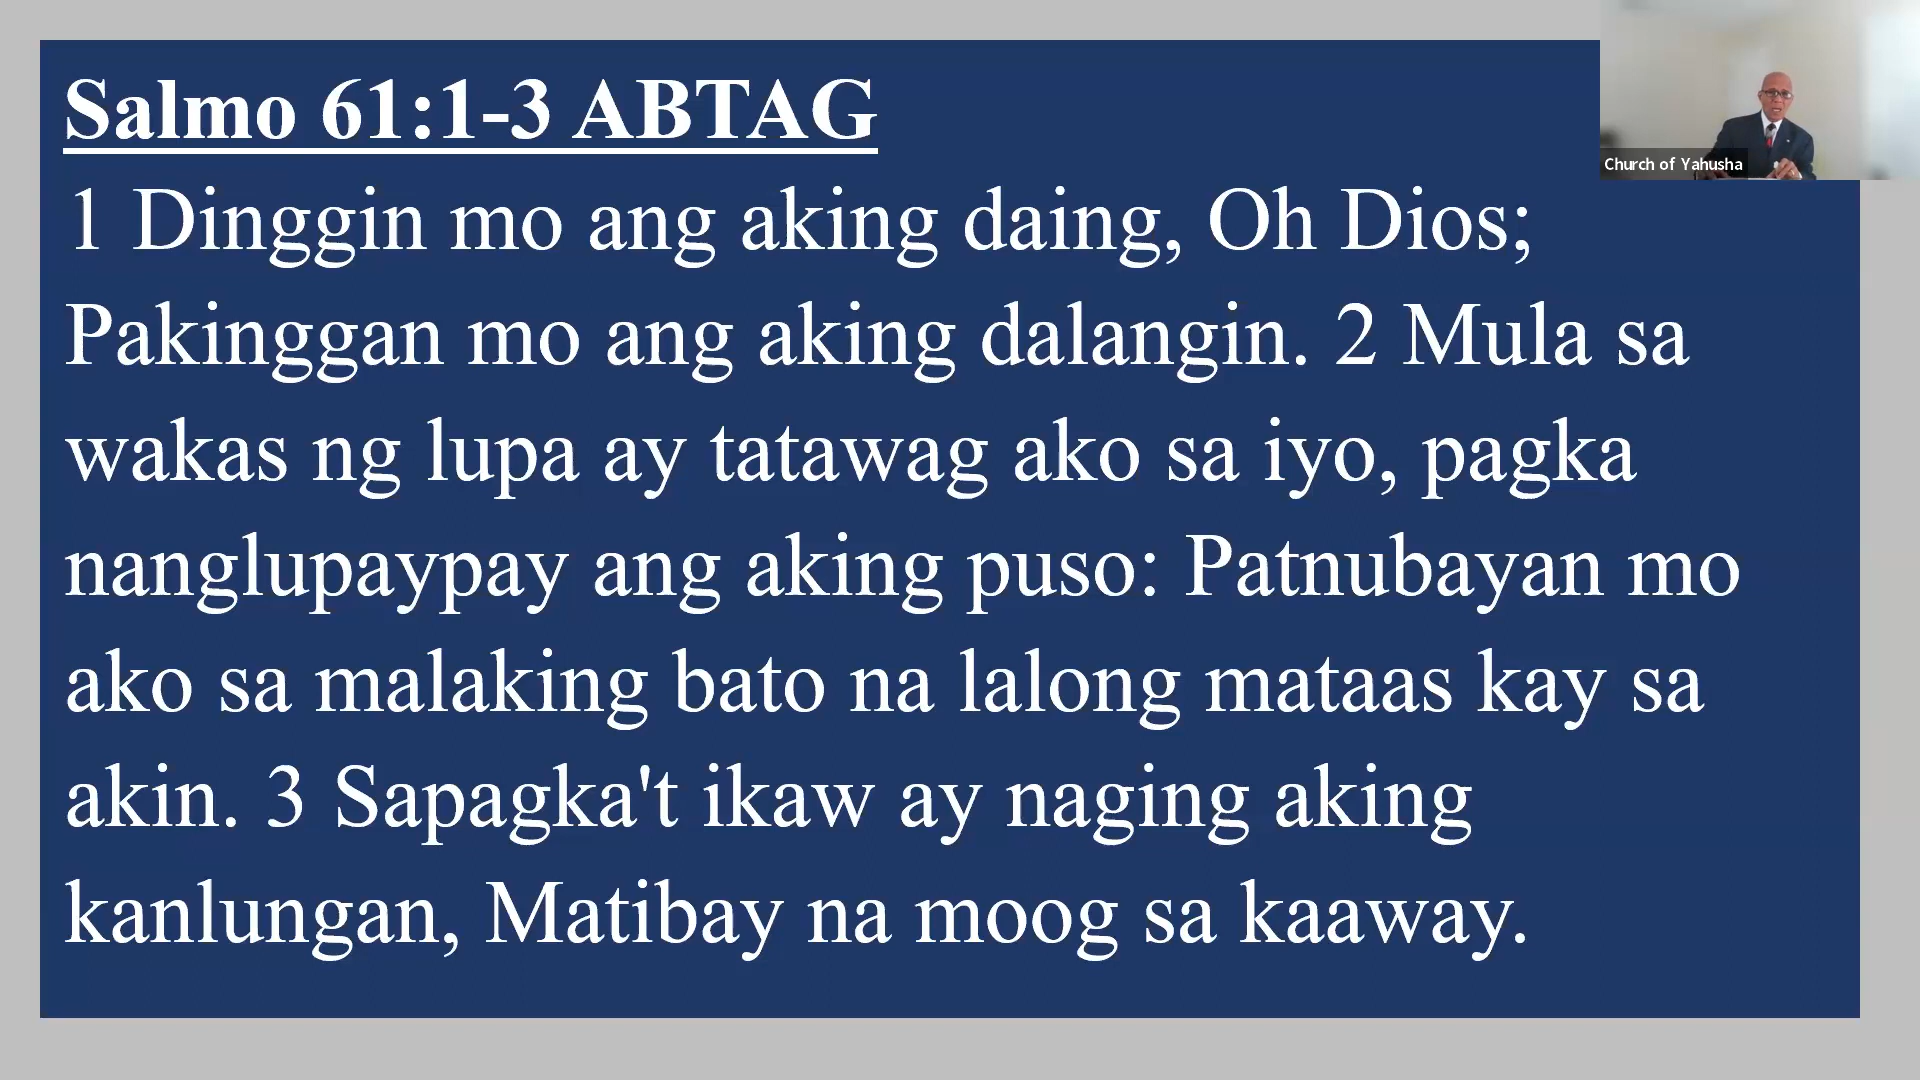 Salmo 61:1-3 ABTAG
1 Dinggin mo ang aking daing, Oh Dios;
Pakinggan mo ang aking dalangin. 2 Mula sa
wakas ng lupa ay tatawag ako sa iyo, pagka
nanglupaypay ang aking puso: Patnubayan mo
ako sa malaking bato na lalong mataas kay sa
akin. 3 Sapagka't ikaw ay naging aking
kanlungan, Matibay na moog sa kaaway.
Church of Yahusha